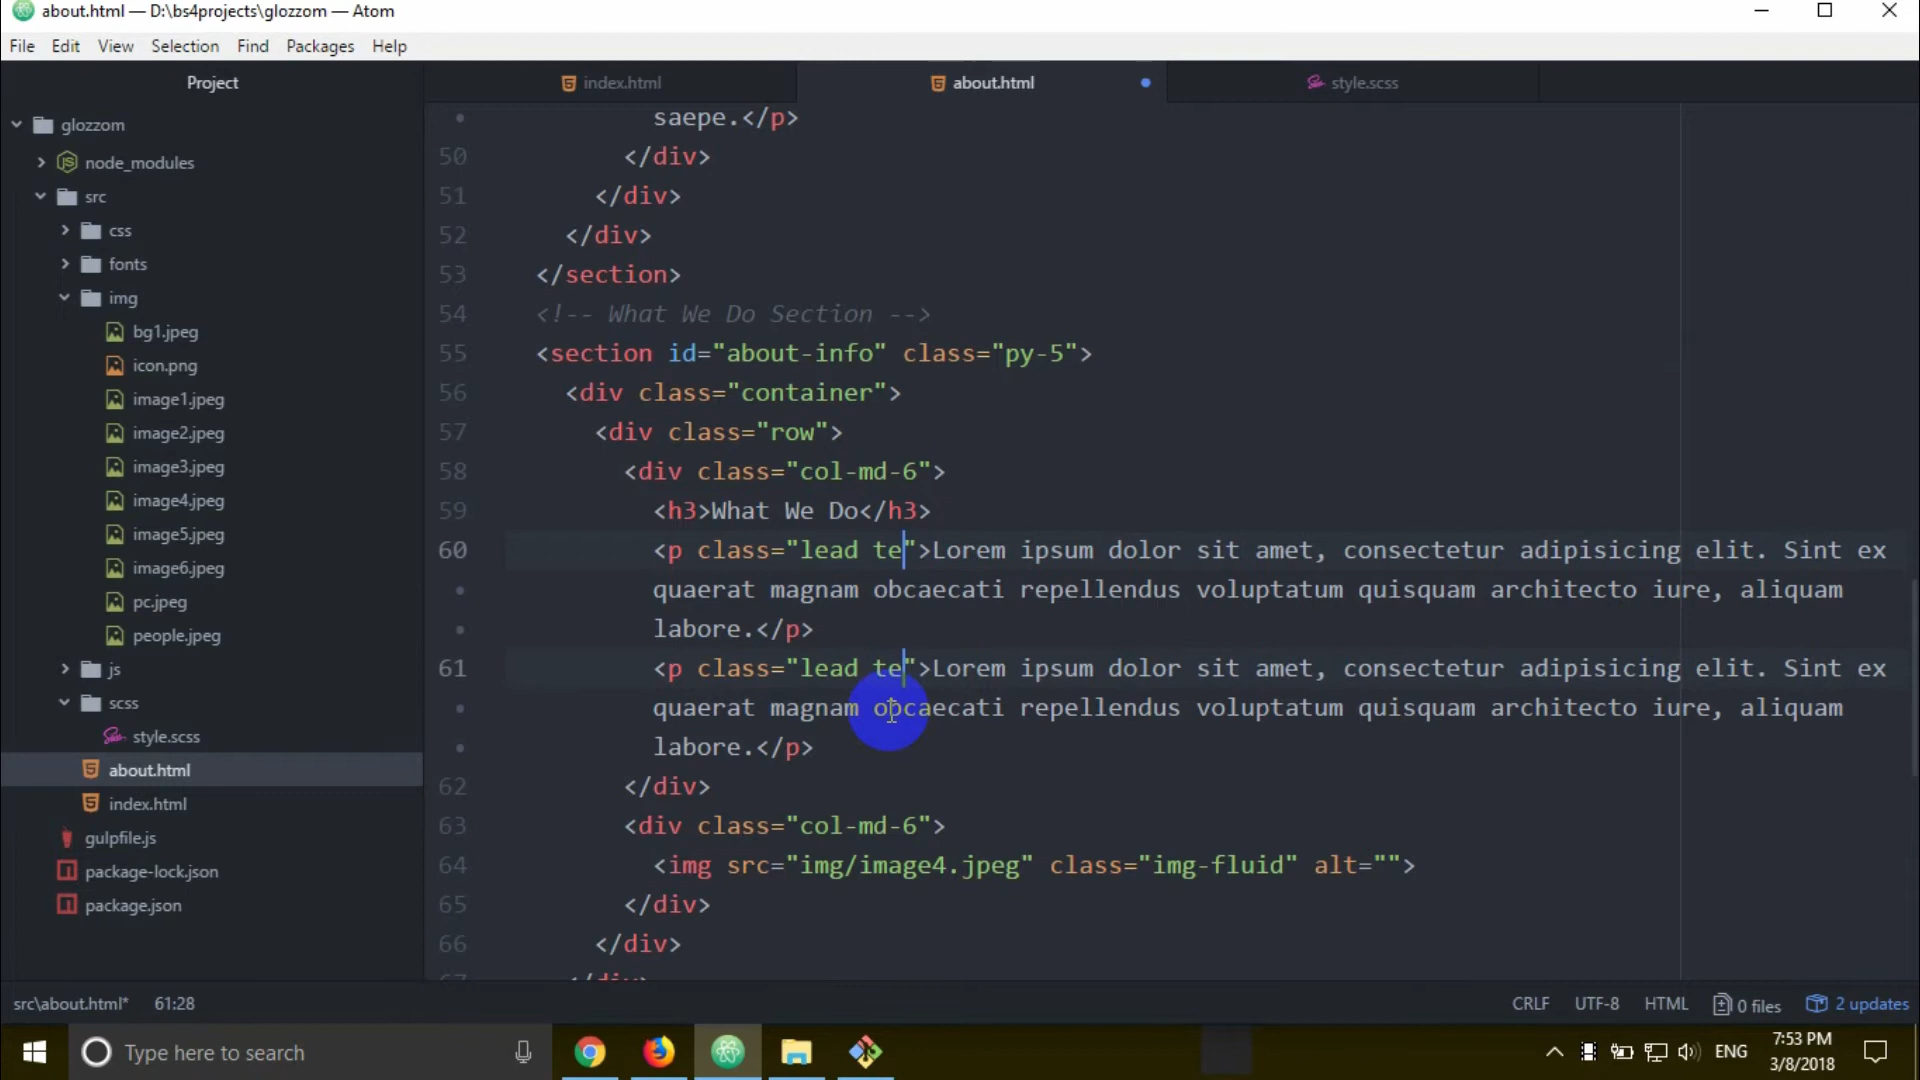 about.html — D:\bs4projects\glozzom — Atom
File Edit View Selection Find Packages Help
Project
index.html
about.html
style.scss
glozzom
node_modules
src
css
fonts
img
bg1.jpeg
icon.png
image1.jpeg
image2.jpeg
image3.jpeg
image4.jpeg
image5.jpeg
image6.jpeg
pc.jpeg
people.jpeg
js
scss
style.scss
about.html
index.html
gulpfile.js
package-lock.json
package.json
saepe.</p>
50 </div>
51 </div>
52 </div>
53 </section>
54 <!-- What We Do Section -->
55 <section id="about-info" class="py-5">
56 <div class="container">
57 <div class="row">
58 <div class="col-md-6">
59 <h3>What We Do</h3>
60 <p class="lead te">Lorem ipsum dolor sit amet, consectetur adipisicing elit. Sint ex
quaerat magnam obcaecati repellendus voluptatum quisquam architecto iure, aliquam
labore.</p>
61 <p class="lead te">Lorem ipsum dolor sit amet, consectetur adipisicing elit. Sint ex
quaerat magnam obcaecati repellendus voluptatum quisquam architecto iure, aliquam
labore.</p>
62 </div>
63 <div class="col-md-6">
64 <img src="img/image4.jpeg" class="img-fluid" alt="">
65 </div>
66 </div>
67 </div>
src\about.html* 61:28
CRLF UTF-8 HTML 0 files 2 updates
Type here to search
ENG
7:53 PM
3/8/2018